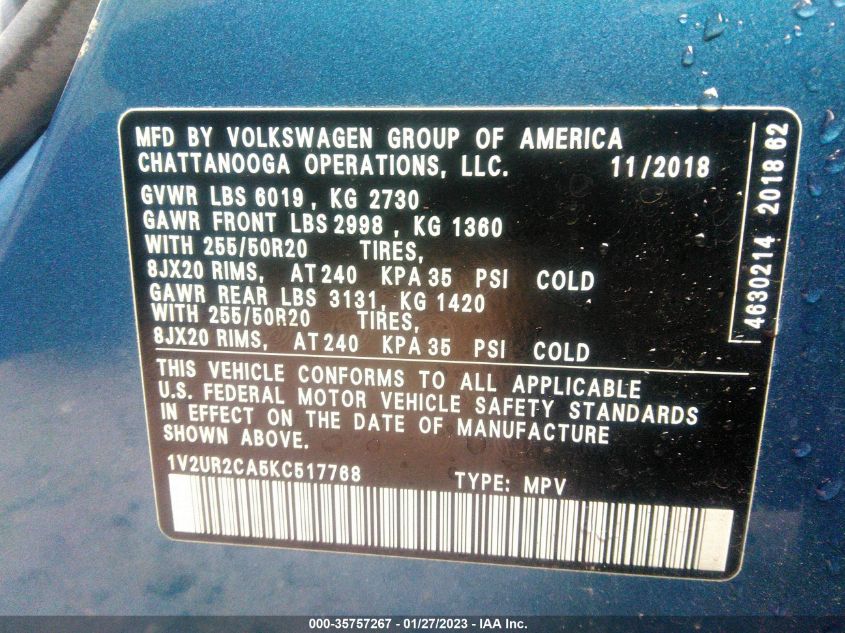 MFD BY VOLKSWAGEN GROUP OF AMERICA
CHATTANOOGA OPERATIONS, LLC. 11/2018
GVWR LBS 6019, KG 2730
GAWR FRONT LBS 2998, KG 1360
WITH 255/50R20 TIRES,
8JX20 RIMS, AT 240 KPA 35 PSI COLD
GAWR REAR LBS 3131, KG 1420
WITH 255/50R20 TIRES,
8JX20 RIMS, AT 240 KPA 35 PSI COLD
THIS VEHICLE CONFORMS TO ALL APPLICABLE
U.S. FEDERAL MOTOR VEHICLE SAFETY STANDARDS
IN EFFECT ON THE DATE OF MANUFACTURE
SHOWN ABOVE.
1V2UR2CA5KC517768 TYPE: MPV
4630214 2018 62
000-35757267 - 01/27/2023 - IAA Inc.